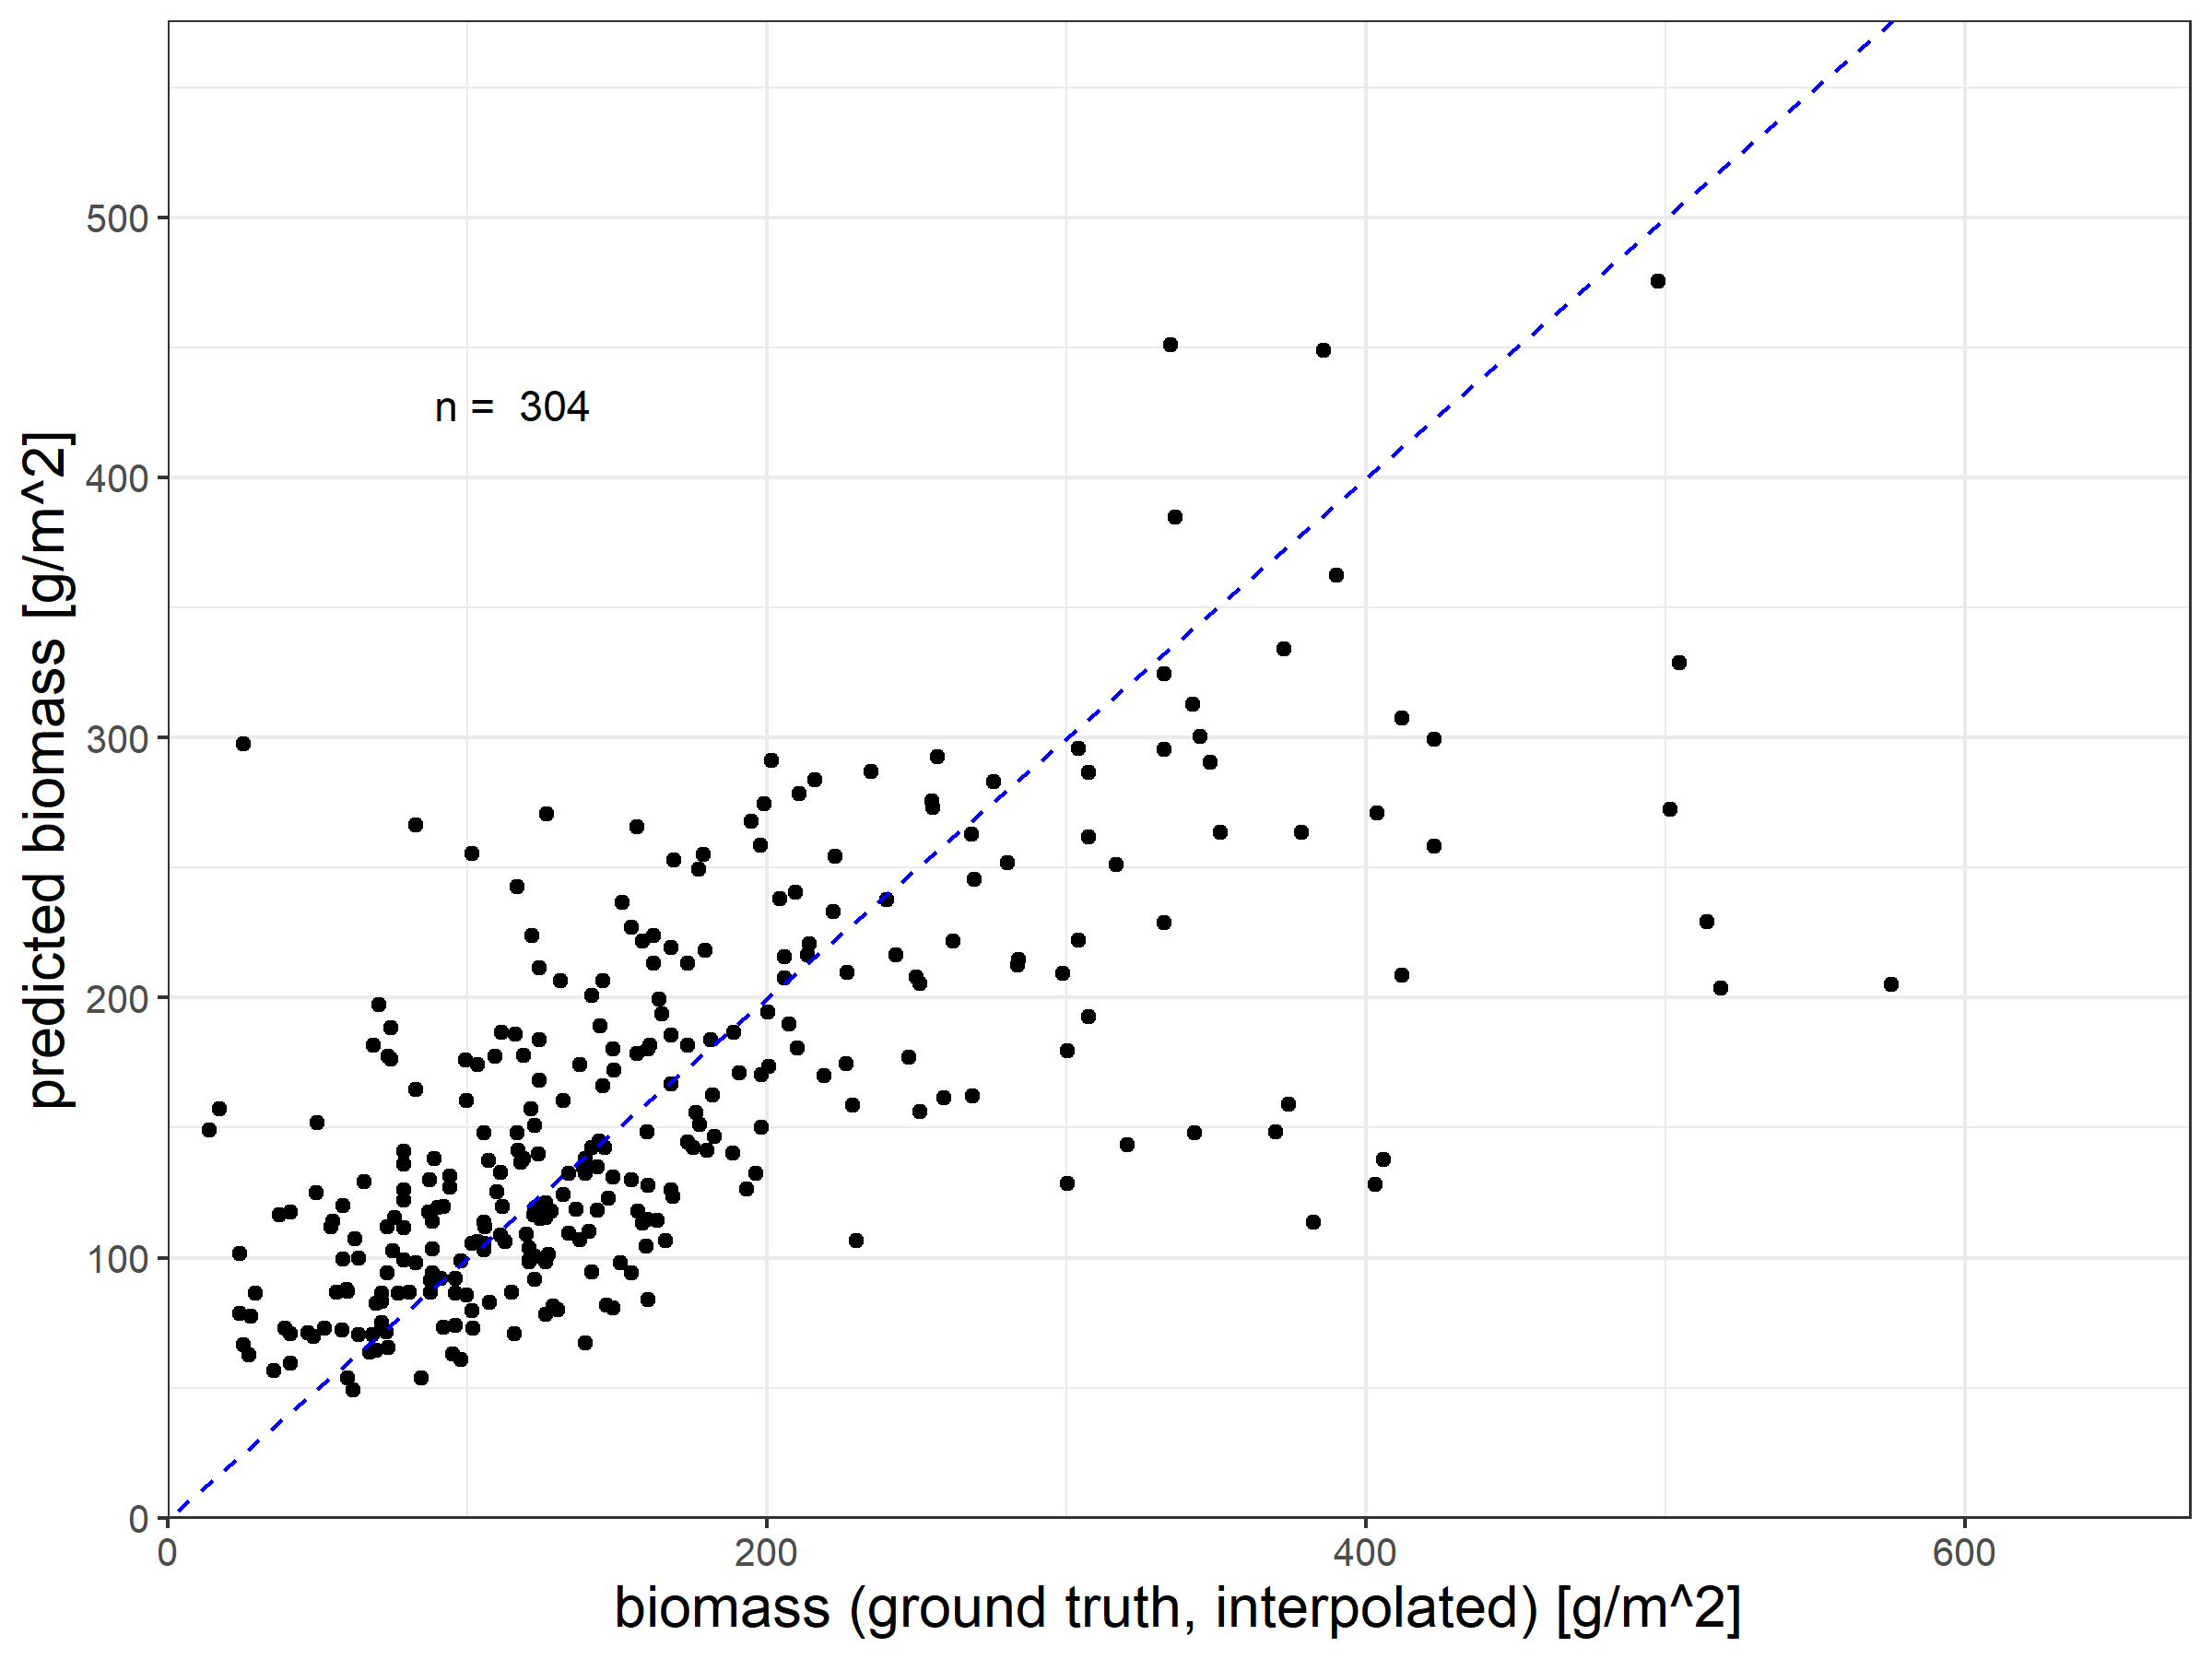 predicted biomass [g/m^2]
500
400
300
200
100
0
n = 304
0 200 400 600
biomass (ground truth, interpolated) [g/m^2]